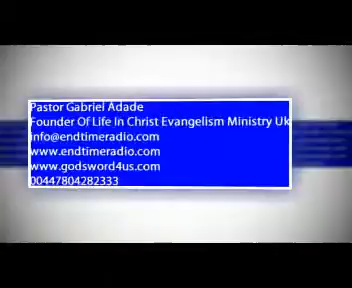 Pastor Gabriel Adade
Founder Of Life In Christ Evangelism Ministry Uk
info@endtimeradio.com
www.endtimeradio.com
www.godsword4us.com
00447804282333